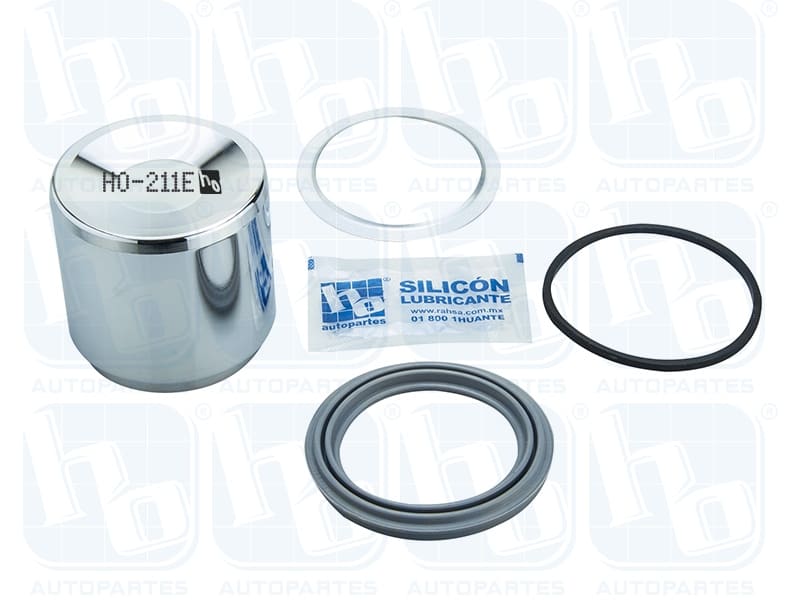 AUTOPARTES AUTOPARTES AUTOPARTES AUTOPARTES
HO-211E ho
SILICÓN
LUBRICANTE
www.rahsa.com.mx
01 800 1HUANTE
ho ®
autopartes
AUTOPARTES AUTOPARTES AUTOPARTES AUTOPARTES
AUTOPARTES AUTOPARTES AUTOPARTES AUTOPARTES